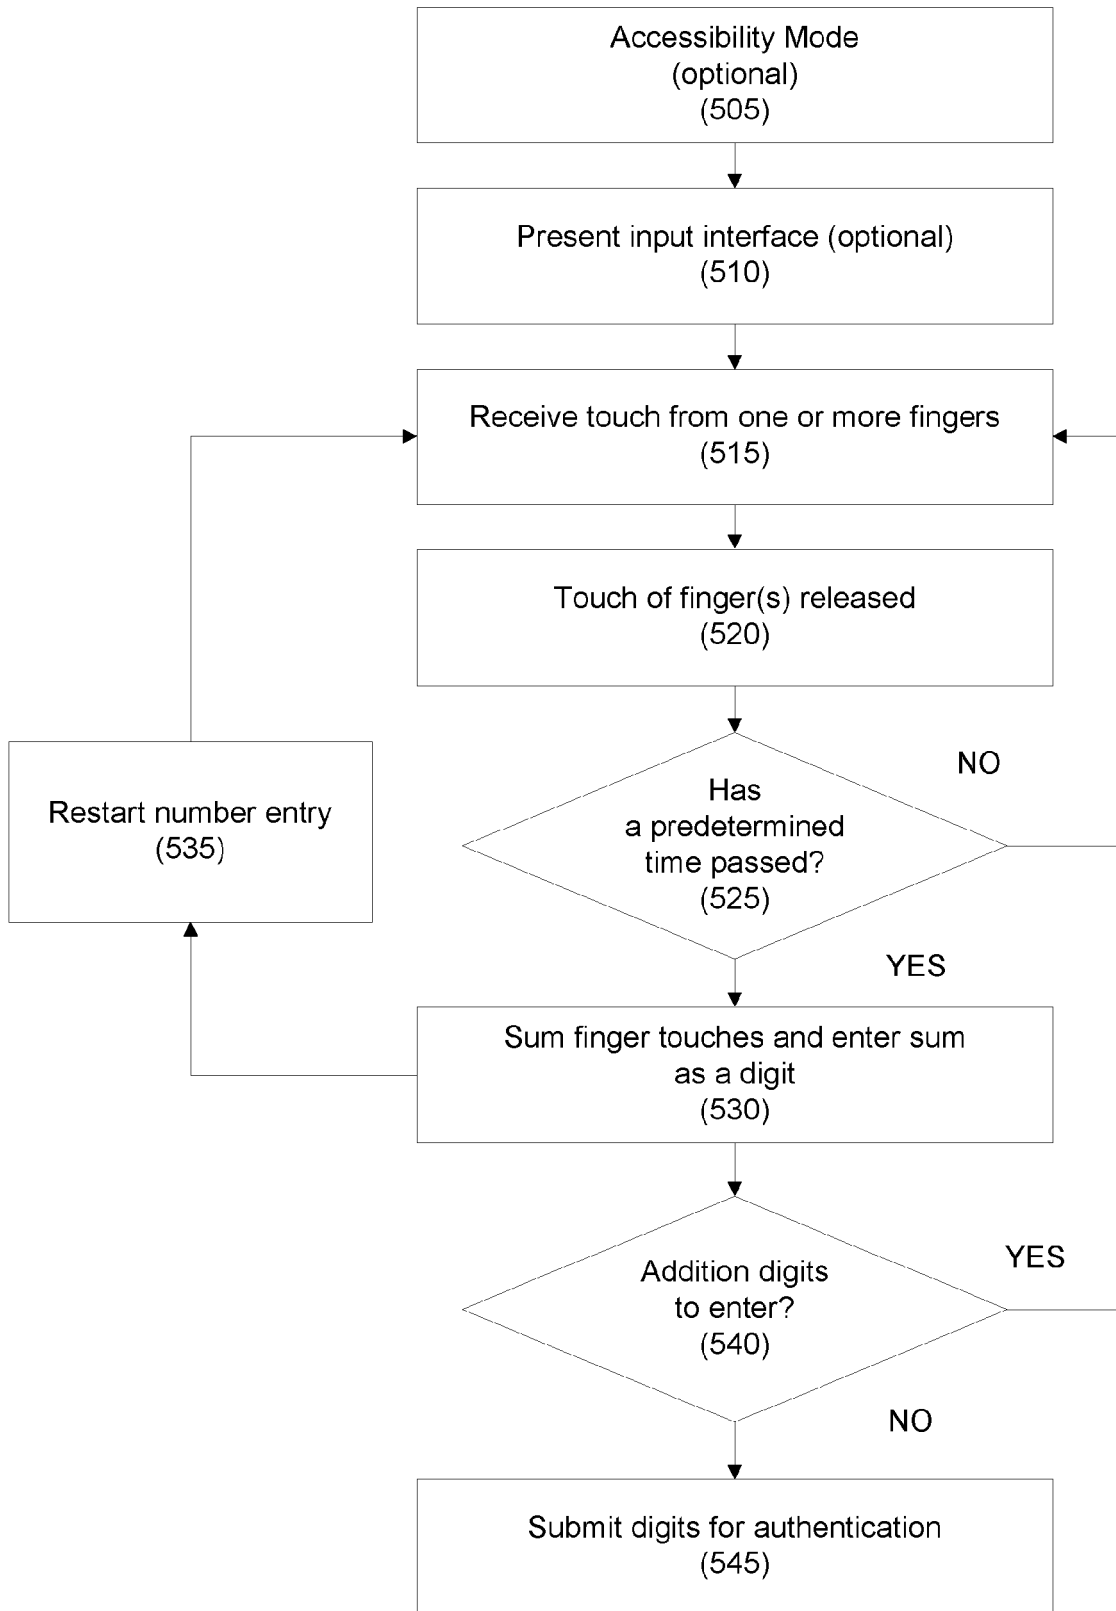 Accessibility Mode
(optional)
(505)
Present input interface (optional)
(510)
Receive touch from one or more fingers
(515)
Touch of finger(s) released
(520)
NO
Has
a predetermined
time passed?
(525)
Restart number entry
(535)
YES
Sum finger touches and enter sum
as a digit
(530)
YES
Addition digits
to enter?
(540)
NO
Submit digits for authentication
(545)